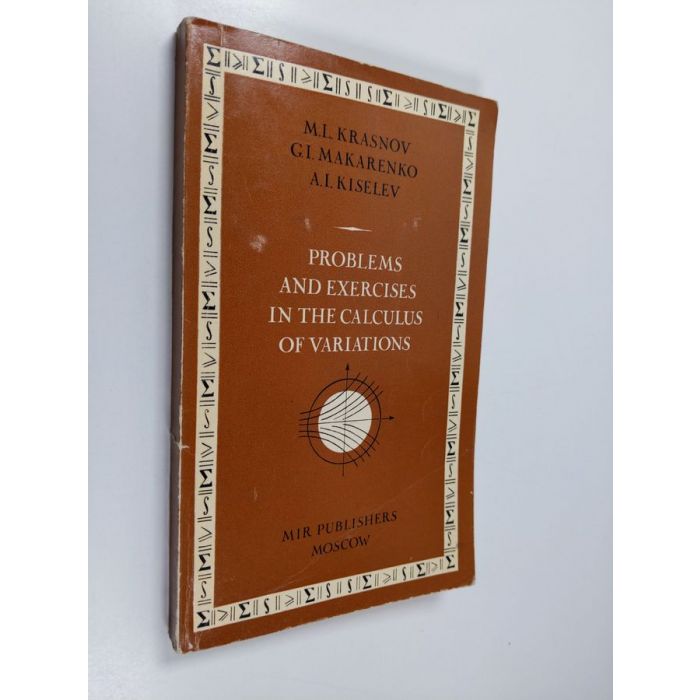 M.L. KRASNOV
G.I. MAKARENKO
A.I. KISELEV
PROBLEMS
AND EXERCISES
IN THE CALCULUS
OF VARIATIONS
MIR PUBLISHERS
MOSCOW